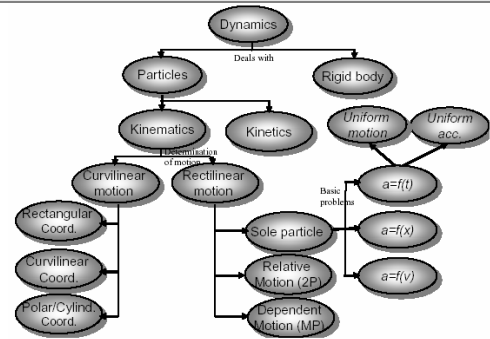 Dynamics
Deals with
Particles
Rigid body
Kinematics
Kinetics
Uniform
motion
Uniform
acc.
Determination
of motion
Curvilinear
motion
Rectilinear
motion
Basic
problems
a=f(t)
Rectangular
Coord.
Sole particle
a=f(x)
Curvilinear
Coord.
Relative
Motion (2P)
a=f(v)
Polar/Cylind.
Coord.
Dependent
Motion (MP)